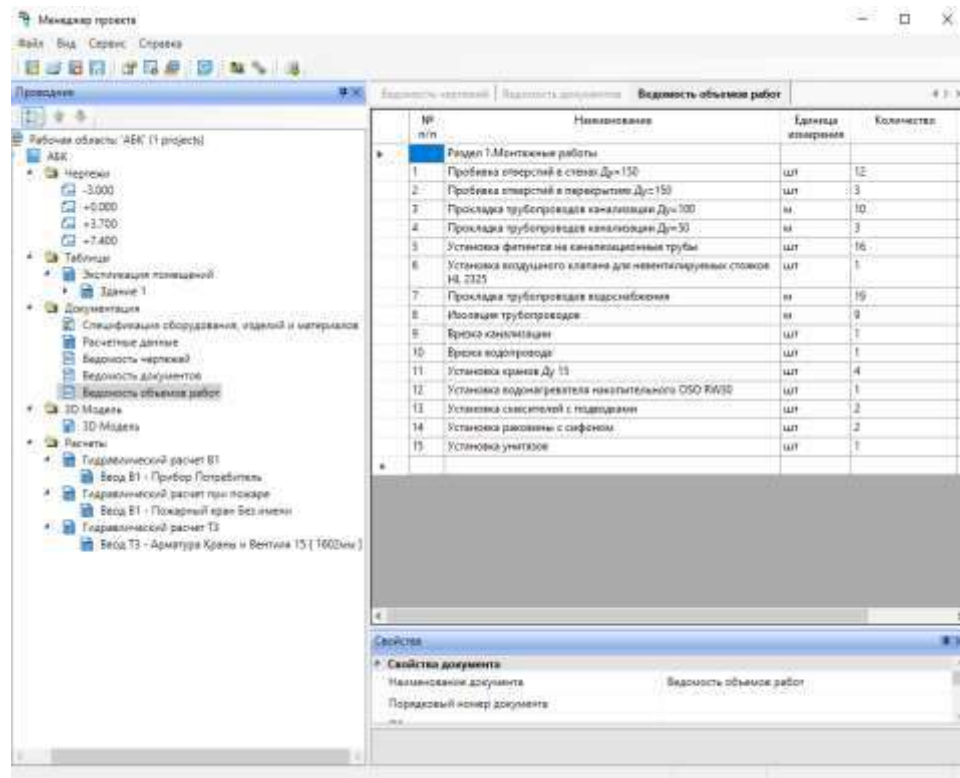 Менеджер проекта
Файл Вид Сервис Справка
Проводник
Рабочая область 'АБК' (1 projects)
АБК
Чертежи
-3.000
+0.000
+3.700
+7.400
Таблицы
Экспликация помещений
Здание 1
Документация
Спецификация оборудования, изделий и материалов
Расчетные данные
Ведомость чертежей
Ведомость документов
Ведомость объемов работ
3D Модель
3D Модель
Расчеты
Гидравлический расчет В1
Ввод В1 - Прибор Потребитель
Гидравлический расчет при пожаре
Ввод В1 - Пожарный кран Без имени
Гидравлический расчет Т3
Ввод Т3 - Арматура Краны и Вентили 15 [ 1602мм ]
Ведомость чертежей Ведомость документов Ведомость объемов работ
№ п/п Наименование Единица измерения Количество
Раздел 1.Монтажные работы
1 Пробивка отверстий в стенах Ду=150 шт 12
2 Пробивка отверстий в перекрытиях Ду=150 шт 3
3 Прокладка трубопроводов канализации Ду=100 м 10
4 Прокладка трубопроводов канализации Ду=50 м 3
5 Установка фитингов на канализационные трубы шт 16
6 Установка воздушного клапана для невентилируемых стояков шт 1
HL 2325
7 Прокладка трубопроводов водоснабжения м 19
8 Изоляция трубопроводов м 9
9 Врезка канализации шт 1
10 Врезка водопровода шт 1
11 Установка кранов Ду 15 шт 4
12 Установка водонагревателя накопительного OSO RW30 шт 1
13 Установка смесителей с подводками шт 2
14 Установка раковины с сифоном шт 2
15 Установка унитазов шт 1
Свойства
Свойства документа
Наименование документа Ведомость объемов работ
Порядковый номер документа